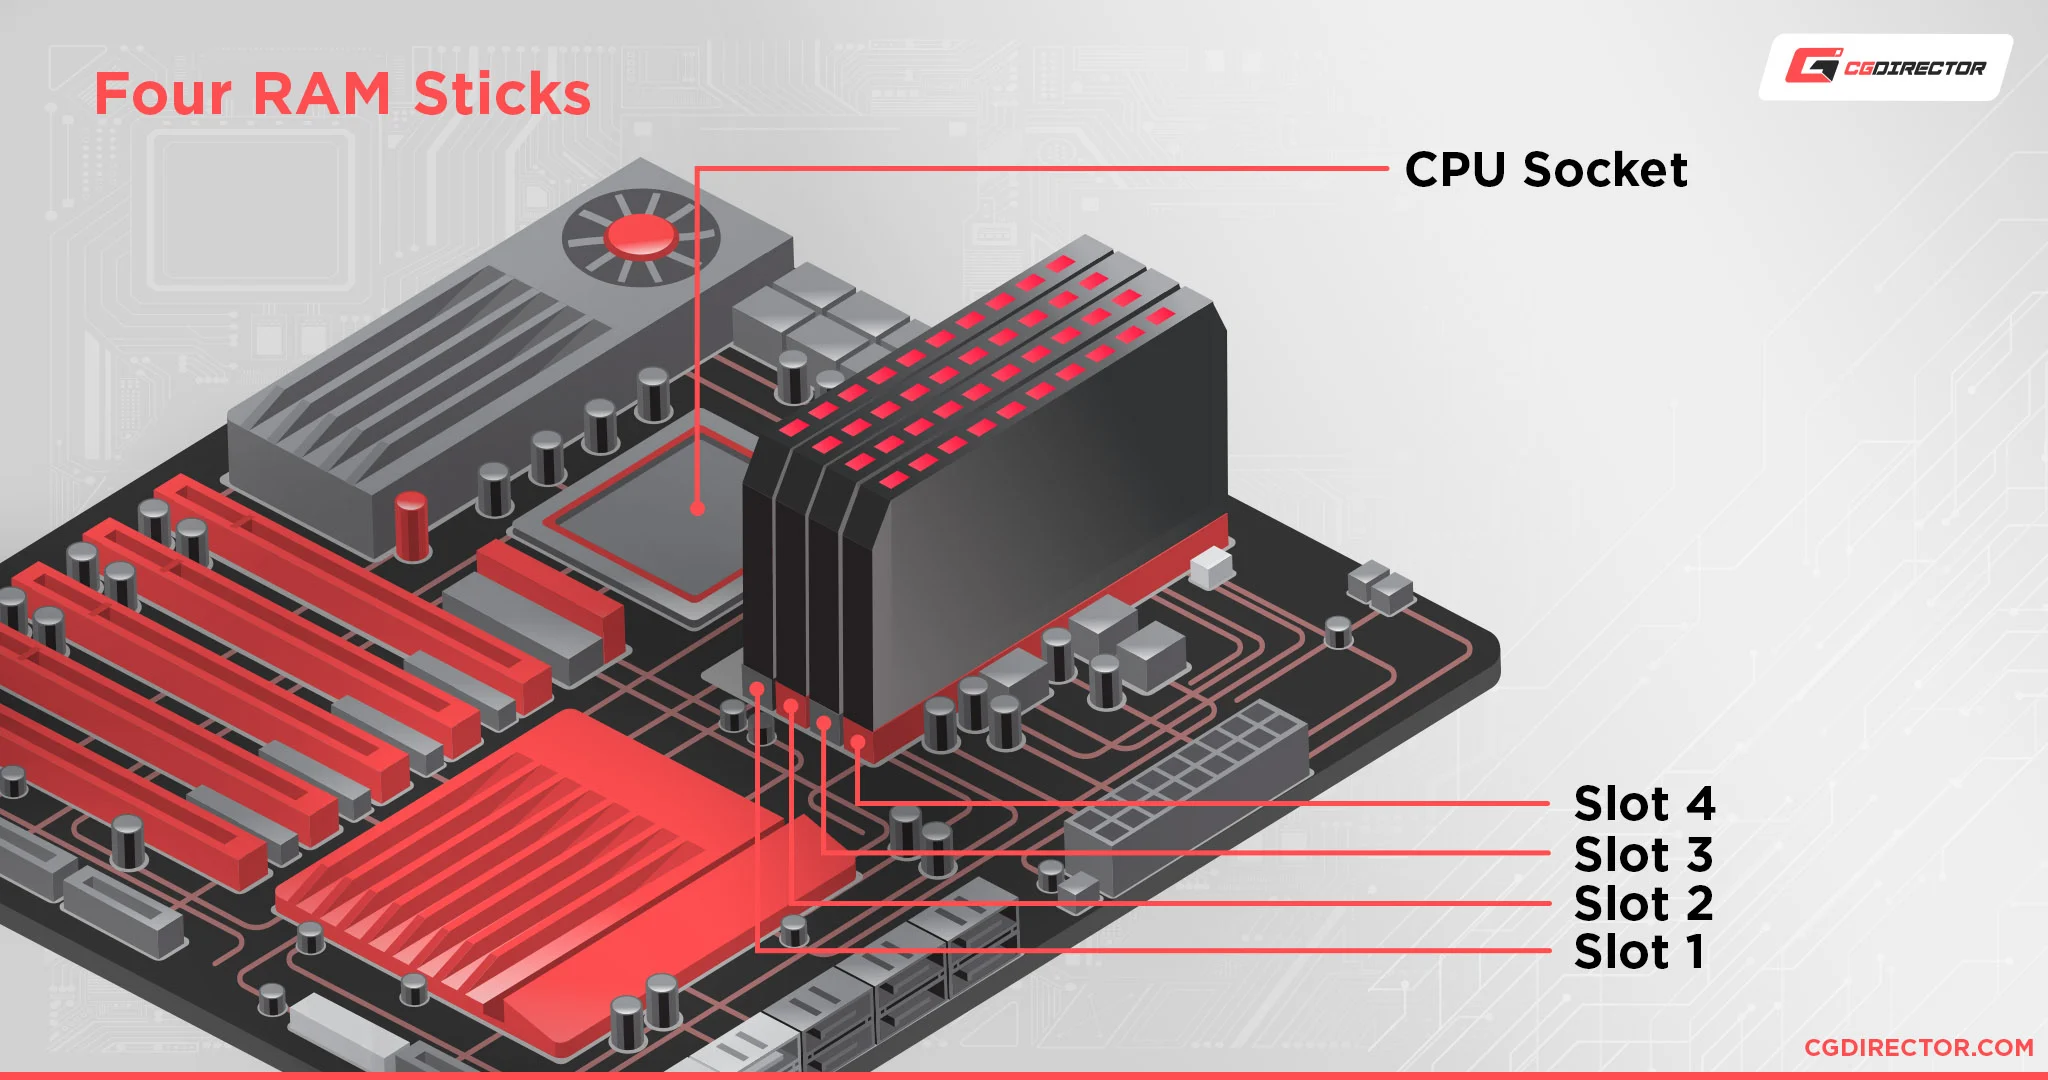 Four RAM Sticks
CGDIRECTOR
CPU Socket
Slot 4
Slot 3
Slot 2
Slot 1
CGDIRECTOR.COM